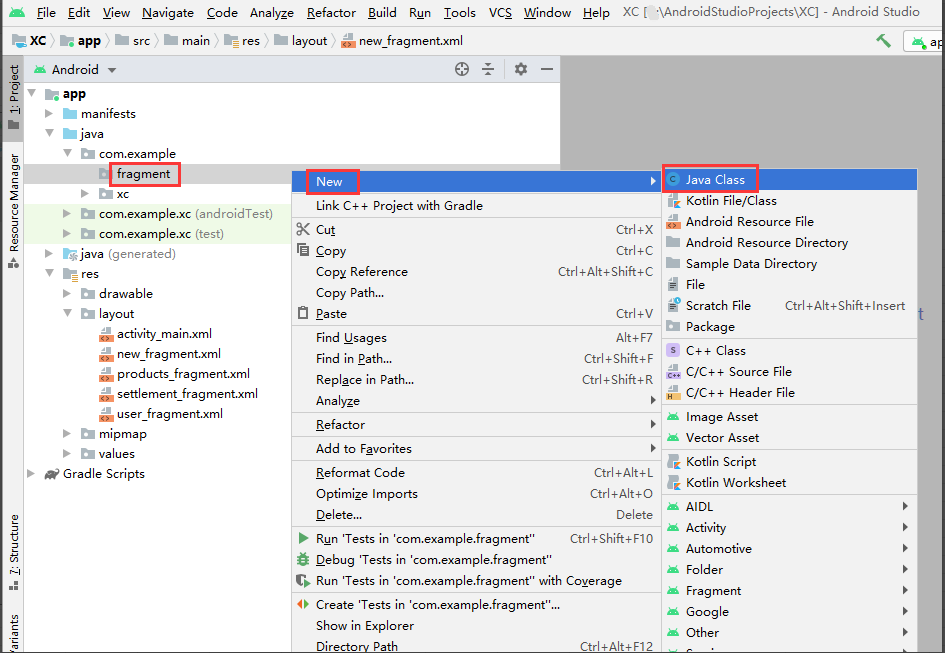 File Edit View Navigate Code Analyze Refactor Build Run Tools VCS Window Help XC [ \AndroidStudioProjects\XC] - Android Studio
XC app src main res layout new_fragment.xml
1: Project
Resource Manager
7: Structure
Android
app
manifests
java
com.example
fragment
xc
com.example.xc (androidTest)
com.example.xc (test)
java (generated)
res
drawable
layout
activity_main.xml
new_fragment.xml
products_fragment.xml
settlement_fragment.xml
user_fragment.xml
mipmap
values
Gradle Scripts
New
Link C++ Project with Gradle
Cut Ctrl+X
Copy Ctrl+C
Copy Reference Ctrl+Alt+Shift+C
Copy Path...
Paste Ctrl+V
Find Usages Alt+F7
Find in Path... Ctrl+Shift+F
Replace in Path... Ctrl+Shift+R
Analyze
Refactor
Add to Favorites
Reformat Code Ctrl+Alt+L
Optimize Imports Ctrl+Alt+O
Delete... Delete
Run 'Tests in 'com.example.fragment'' Ctrl+Shift+F10
Debug 'Tests in 'com.example.fragment''
Run 'Tests in 'com.example.fragment'' with Coverage
Create 'Tests in 'com.example.fragment''...
Show in Explorer
Directory Path Ctrl+Alt+F12
Java Class
Kotlin File/Class
Android Resource File
Android Resource Directory
Sample Data Directory
File
Scratch File Ctrl+Alt+Shift+Insert
Package
C++ Class
C/C++ Source File
C/C++ Header File
Image Asset
Vector Asset
Kotlin Script
Kotlin Worksheet
AIDL
Activity
Automotive
Folder
Fragment
Google
Other